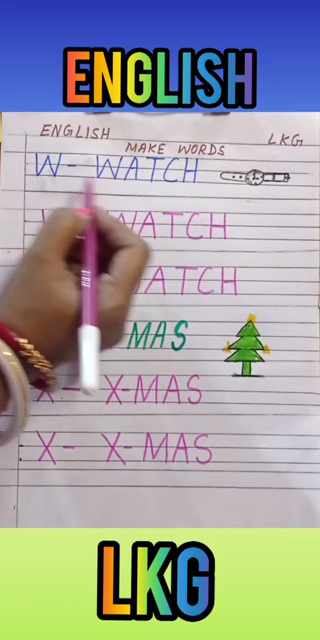 ENGLISH
ENGLISH LKG
MAKE WORDS
W- WATCH
WATCH
ATCH
MAS
X- X-MAS
X- X-MAS
LKG